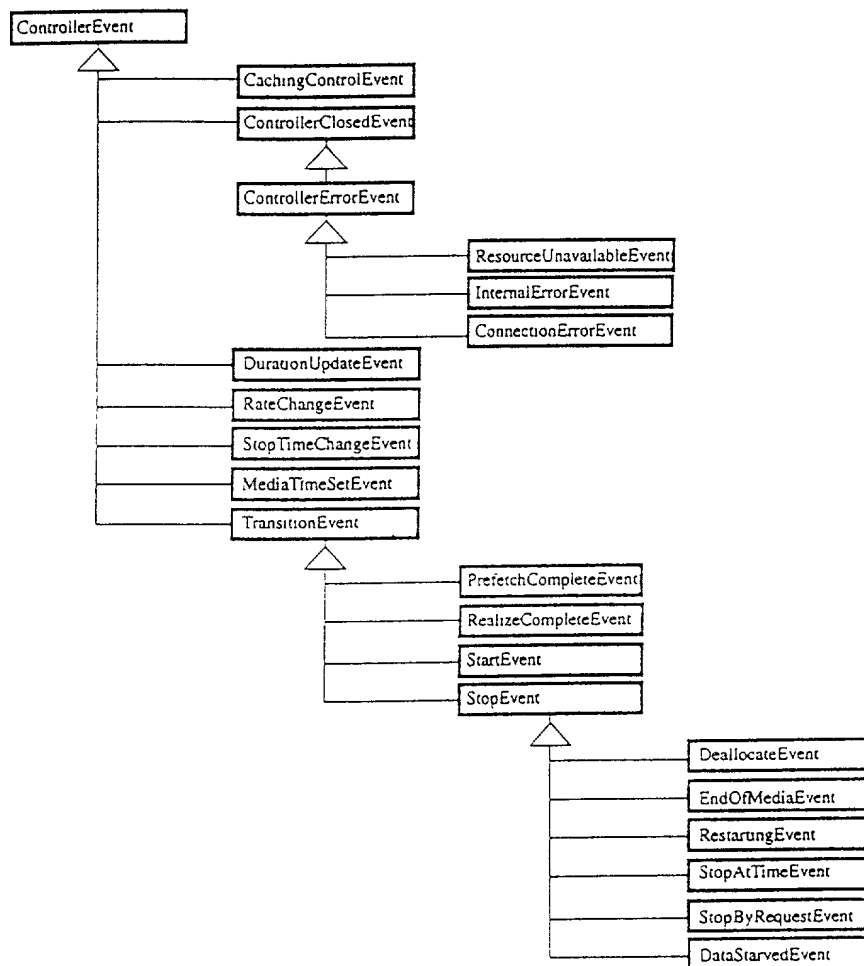 ControllerEvent
CachingControlEvent
ControllerClosedEvent
ControllerErrorEvent
ResourceUnavailableEvent
InternalErrorEvent
ConnectionErrorEvent
DurationUpdateEvent
RateChangeEvent
StopTimeChangeEvent
MediaTimeSetEvent
TransitionEvent
PrefetchCompleteEvent
RealizeCompleteEvent
StartEvent
StopEvent
DeallocateEvent
EndOfMediaEvent
RestartingEvent
StopAtTimeEvent
StopByRequestEvent
DataStarvedEvent